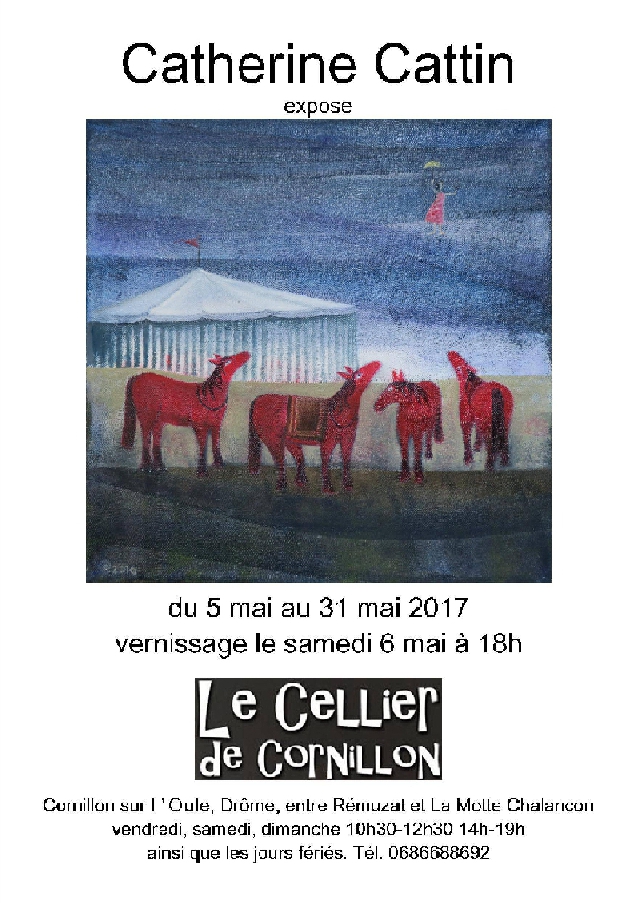 Catherine Cattin
expose
du 5 mai au 31 mai 2017
vernissage le samedi 6 mai à 18h
Le Cellier
de Cornillon
Cornillon sur l 'Oule, Drôme, entre Rémuzat et La Motte Chalancon
vendredi, samedi, dimanche 10h30-12h30 14h-19h
ainsi que les jours fériés. Tél. 0686688692